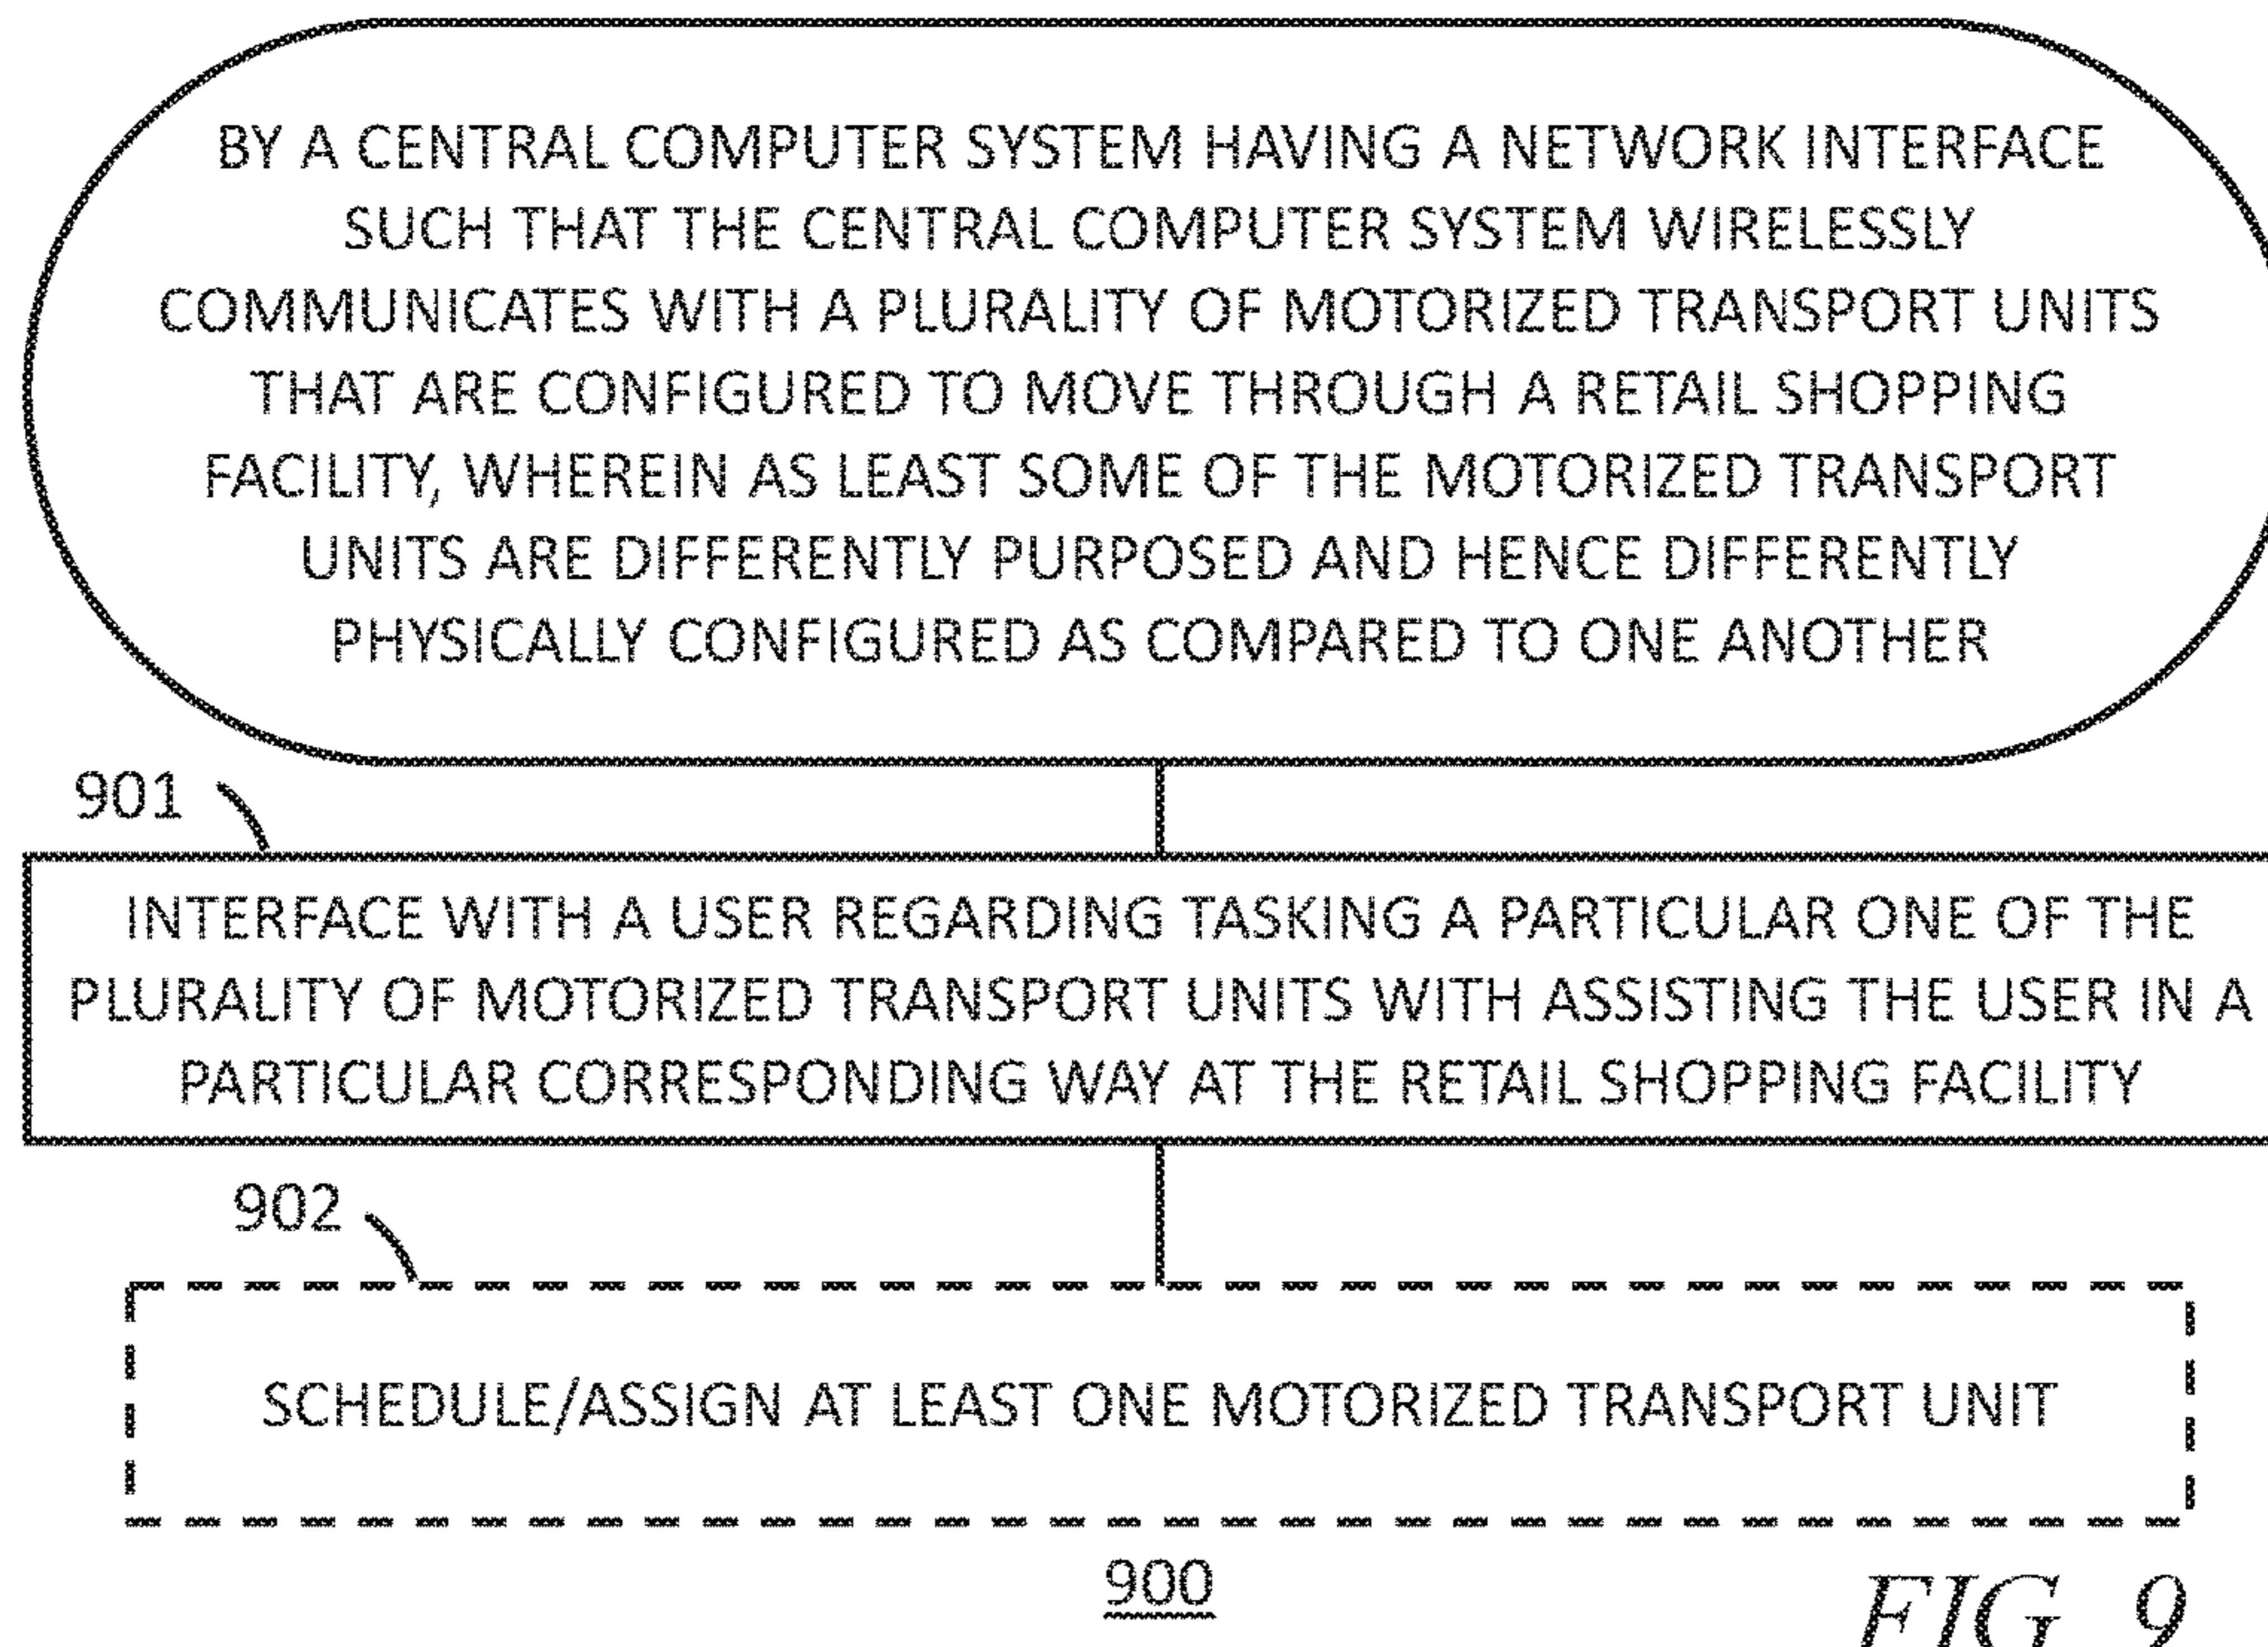 BY A CENTRAL COMPUTER SYSTEM HAVING A NETWORK INTERFACE
SUCH THAT THE CENTRAL COMPUTER SYSTEM WIRELESSLY
COMMUNICATES WITH A PLURALITY OF MOTORIZED TRANSPORT UNITS
THAT ARE CONFIGURED TO MOVE THROUGH A RETAIL SHOPPING
FACILITY, WHEREIN AS LEAST SOME OF THE MOTORIZED TRANSPORT
UNITS ARE DIFFERENTLY PURPOSED AND HENCE DIFFERENTLY
PHYSICALLY CONFIGURED AS COMPARED TO ONE ANOTHER
901
INTERFACE WITH A USER REGARDING TASKING A PARTICULAR ONE OF THE
PLURALITY OF MOTORIZED TRANSPORT UNITS WITH ASSISTING THE USER IN A
PARTICULAR CORRESPONDING WAY AT THE RETAIL SHOPPING FACILITY
902
SCHEDULE/ASSIGN AT LEAST ONE MOTORIZED TRANSPORT UNIT
900
FIG 9